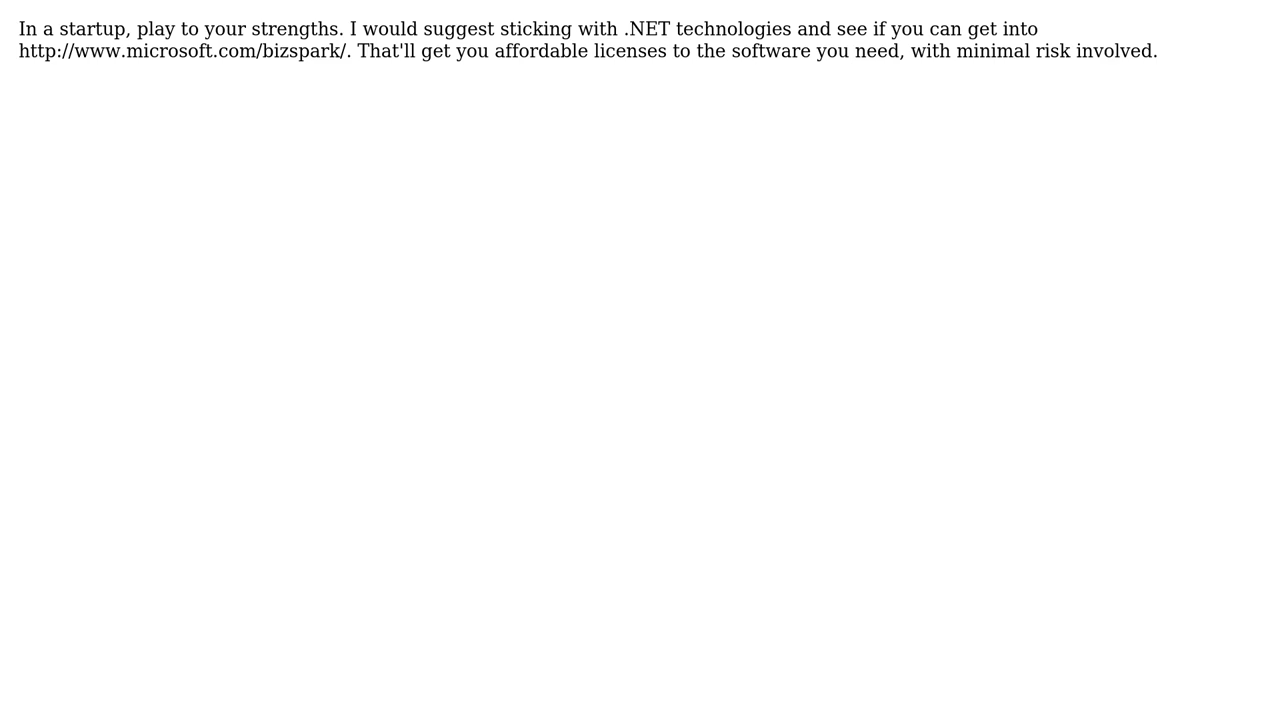 In a startup, play to your strengths. I would suggest sticking with .NET technologies and see if you can get into
http://www.microsoft.com/bizspark/. That'll get you affordable licenses to the software you need, with minimal risk involved.